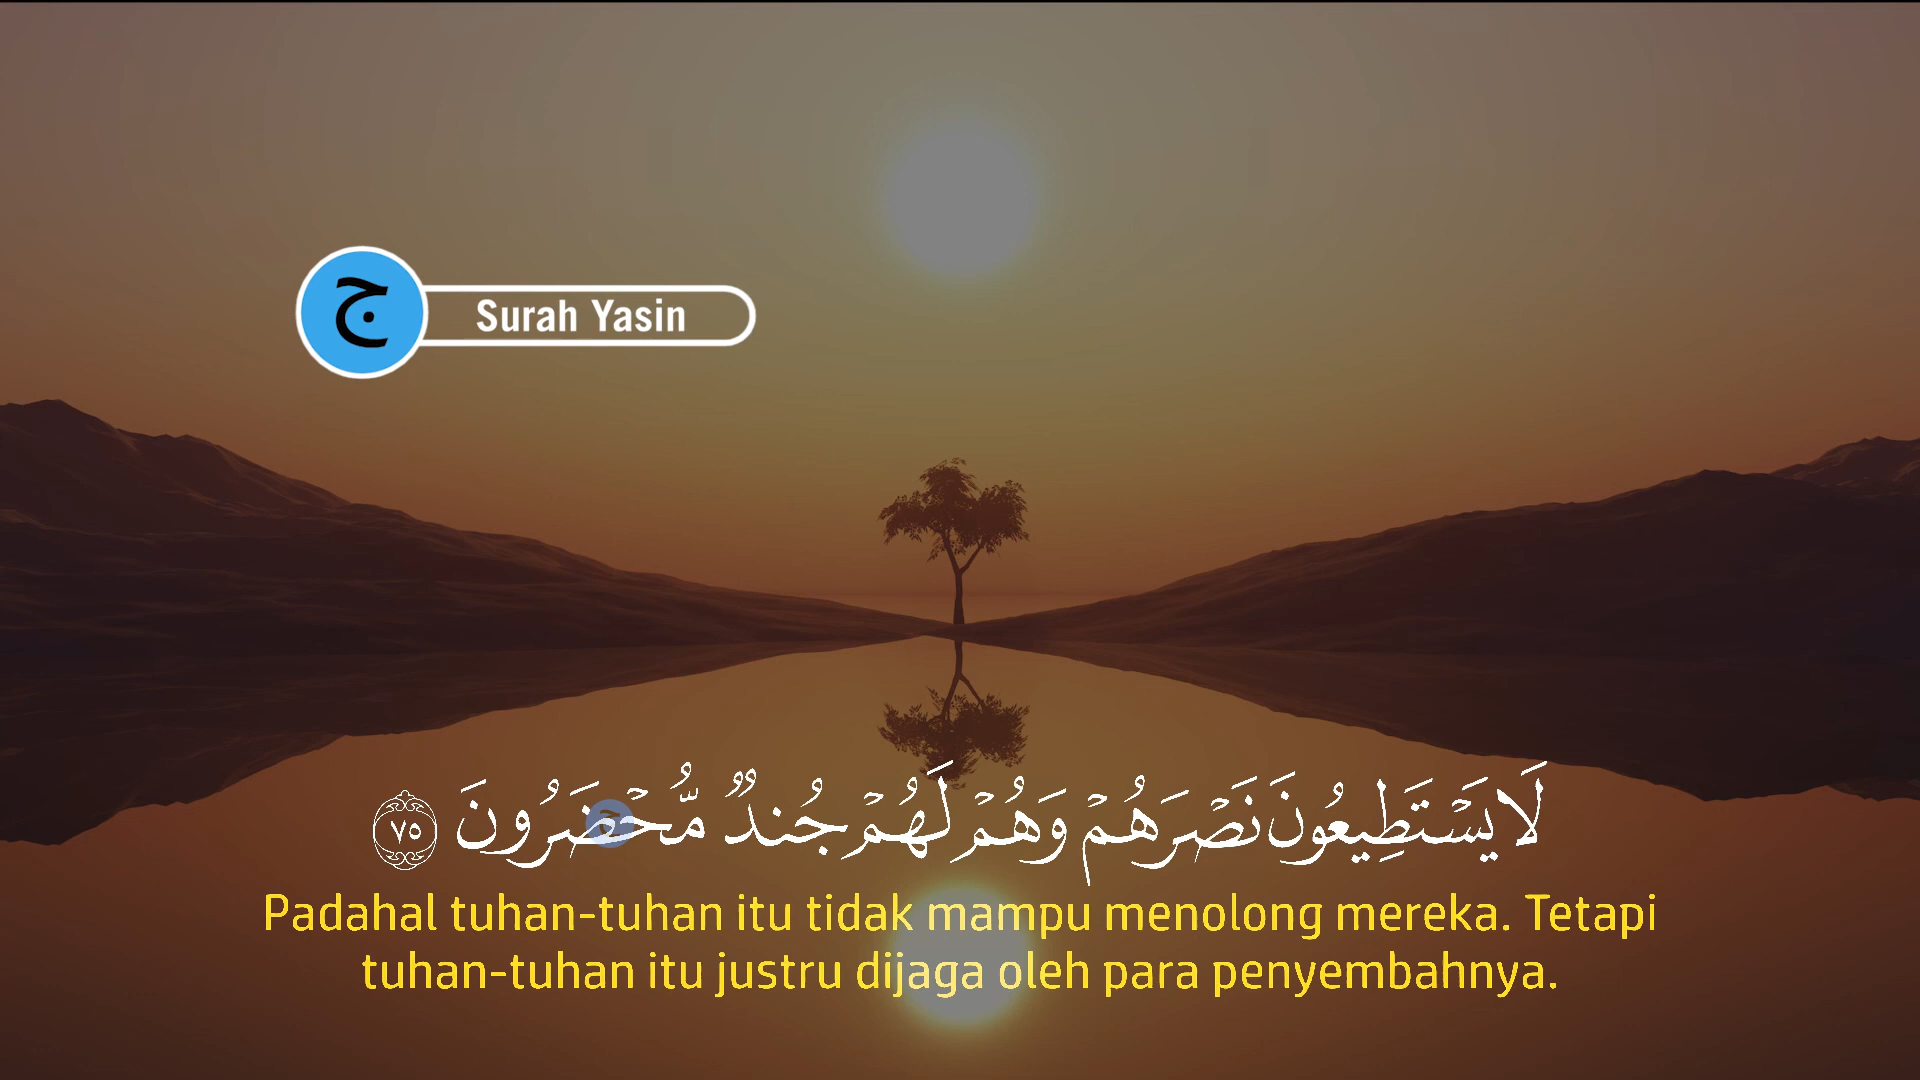 ج
Surah Yasin
لَا يَسْتَطِيعُونَ نَصْرَهُمْ وَهُمْ لَهُمْ جُندٌ مُّحْضَرُونَ ٧٥
Padahal tuhan-tuhan itu tidak mampu menolong mereka. Tetapi
tuhan-tuhan itu justru dijaga oleh para penyembahnya.